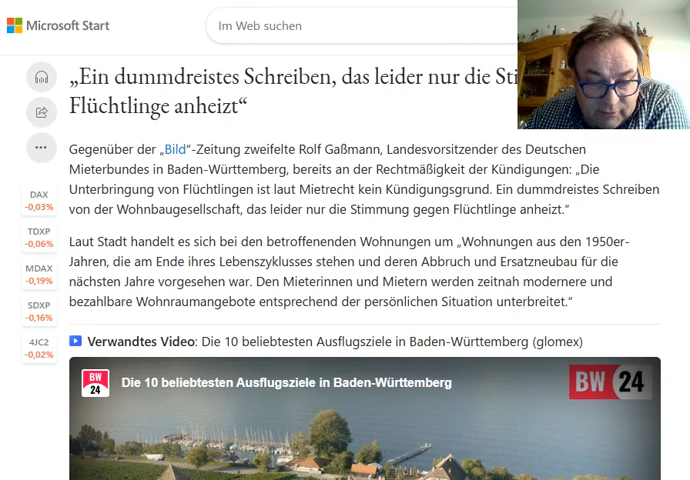 Microsoft Start
Im Web suchen
„Ein dummdreistes Schreiben, das leider nur die
Flüchtlinge anheizt“
Gegenüber der „Bild“-Zeitung zweifelte Rolf Gaßmann, Landesvorsitzender des Deutschen
Mieterbundes in Baden-Württemberg, bereits an der Rechtmäßigkeit der Kündigungen: „Die
Unterbringung von Flüchtlingen ist laut Mietrecht kein Kündigungsgrund. Ein dummdreistes Schreiben
von der Wohnbaugesellschaft, das leider nur die Stimmung gegen Flüchtlinge anheizt.“
Laut Stadt handelt es sich bei den betroffenden Wohnungen um „Wohnungen aus den 1950er-
Jahren, die am Ende ihres Lebenszyklusses stehen und deren Abbruch und Ersatzneubau für die
nächsten Jahre vorgesehen war. Den Mieterinnen und Mietern werden zeitnah modernere und
bezahlbare Wohnraumangebote entsprechend der persönlichen Situation unterbreitet.“
DAX
-0,03%
TDXP
-0,06%
MDAX
-0,19%
SDXP
-0,16%
4JC2
-0,02%
Verwandtes Video: Die 10 beliebtesten Ausflugsziele in Baden-Württemberg (glomex)
BW
24
Die 10 beliebtesten Ausflugsziele in Baden-Württemberg
BW 24